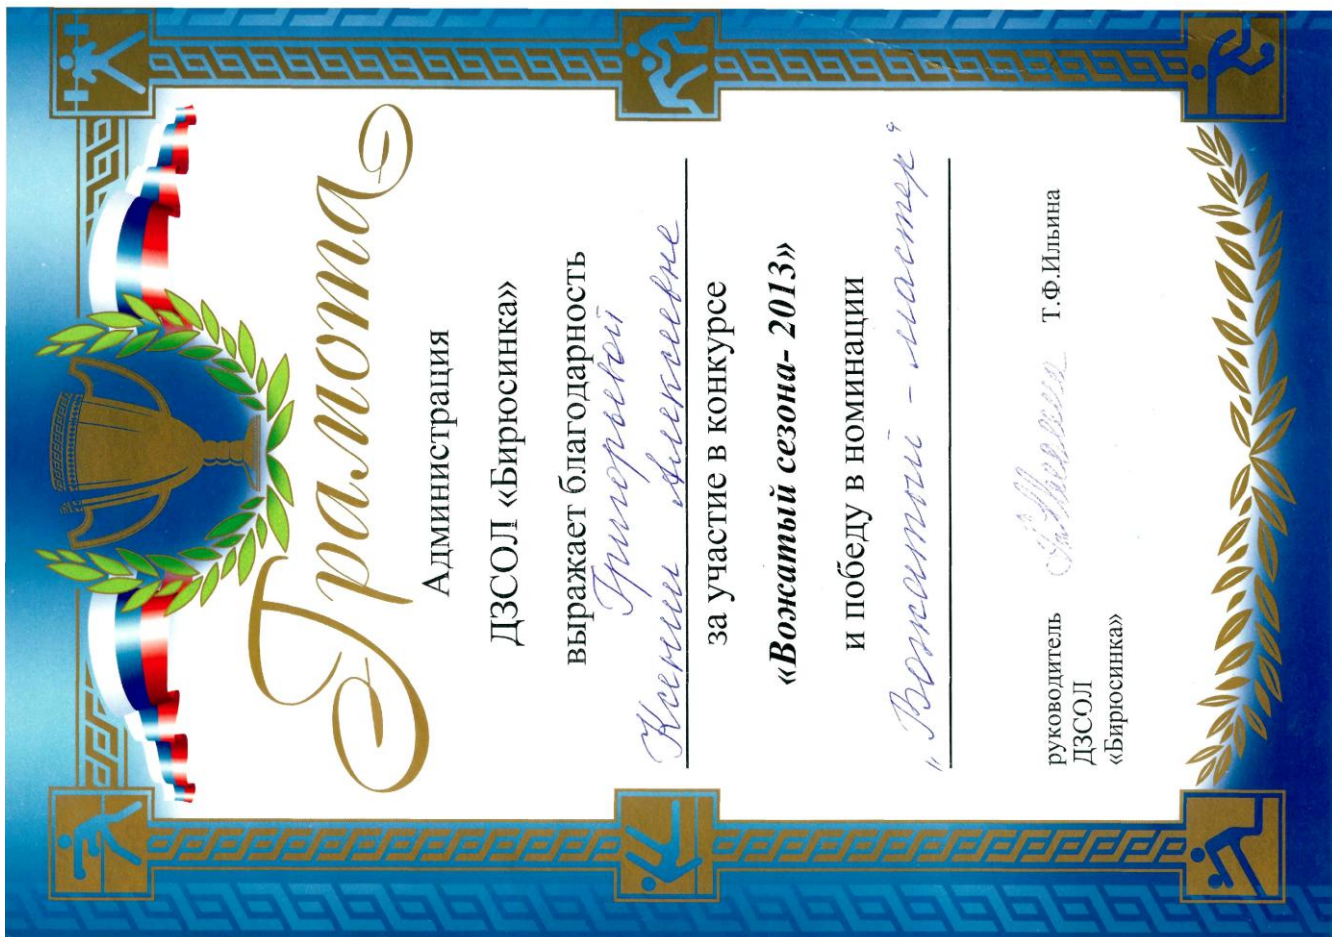 Грамота
Администрация
ДЗСОЛ «Бирюсинка»
выражает благодарность
Григорьевой
Ксении Алексеевне
за участие в конкурсе
«Вожатый сезона- 2013»
и победу в номинации
„Вожатый - мастер“
руководитель
ДЗСОЛ
«Бирюсинка»
Т.Ф.Ильина